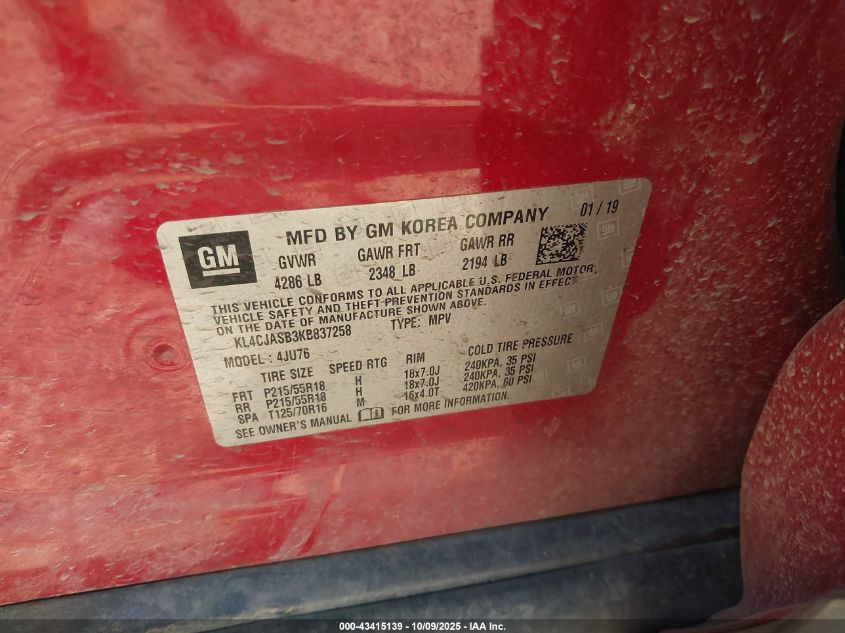 GM
MFD BY GM KOREA COMPANY 01 / 19
GVWR GAWR FRT GAWR RR
4286 LB 2348 LB 2194 LB
THIS VEHICLE CONFORMS TO ALL APPLICABLE U.S. FEDERAL MOTOR
VEHICLE SAFETY AND THEFT PREVENTION STANDARDS IN EFFECT
ON THE DATE OF MANUFACTURE SHOWN ABOVE.
KL4CJASB3KB837258 TYPE: MPV
MODEL: 4JU76
TIRE SIZE SPEED RTG RIM COLD TIRE PRESSURE
FRT P215/55R18 H 18x7.0J 240KPA, 35 PSI
RR P215/55R18 H 18x7.0J 240KPA, 35 PSI
SPA T125/70R16 M 16x4.0T 420KPA, 60 PSI
SEE OWNER'S MANUAL FOR MORE INFORMATION.
000-43415139 - 10/09/2025 - IAA Inc.